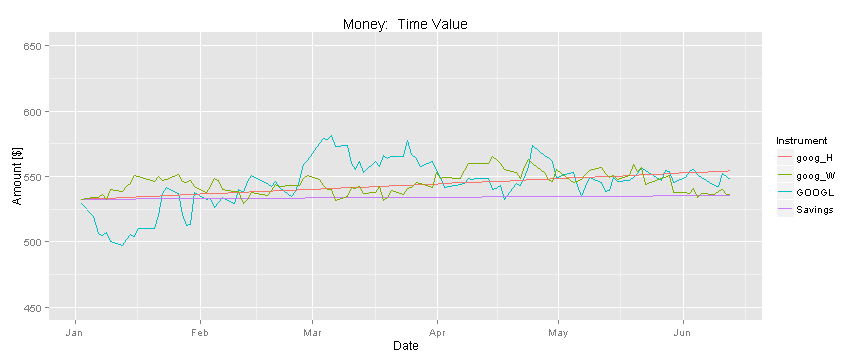 Money:  Time Value
Amount [$]
650
600
550
500
450
Jan Feb Mar Apr May Jun
Date
Instrument
goog_H
goog_W
GOOGL
Savings